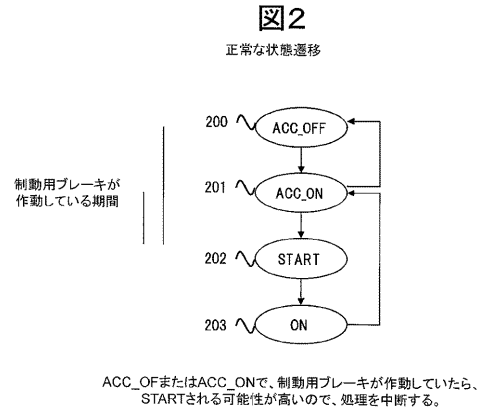 図2
正常な状態遷移
200
ACC_OFF
201
ACC_ON
制動用ブレーキが
作動している期間
202
START
203
ON
ACC_OFまたはACC_ONで、制動用ブレーキが作動していたら、
STARTされる可能性が高いので、処理を中断する。